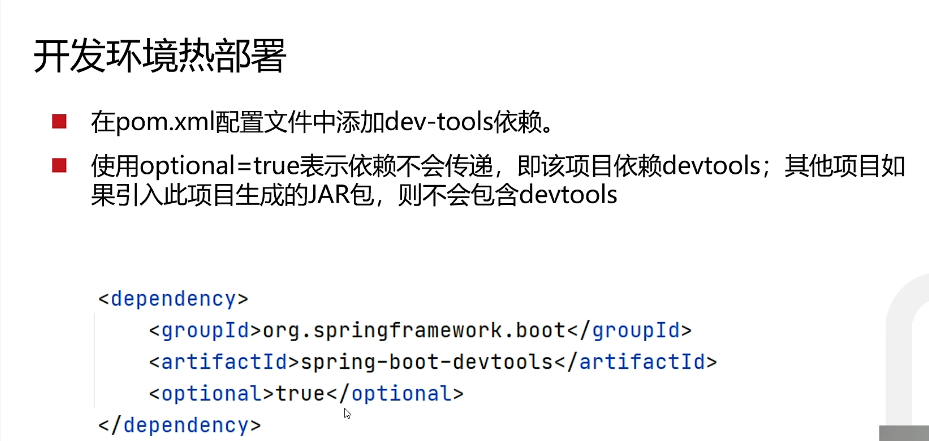 开发环境热部署
在pom.xml配置文件中添加dev-tools依赖。
使用optional=true表示依赖不会传递，即该项目依赖devtools；其他项目如
果引入此项目生成的JAR包，则不会包含devtools
<dependency>
    <groupId>org.springframework.boot</groupId>
    <artifactId>spring-boot-devtools</artifactId>
    <optional>true</optional>
</dependency>